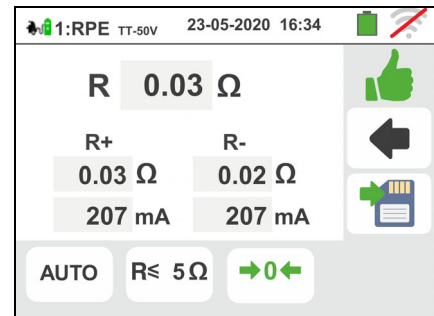 1:RPE TT-50V 23-05-2020 16:34
R 0.03 Ω
R+ R-
0.03 Ω 0.02 Ω
207 mA 207 mA
AUTO R≤ 5Ω →0←